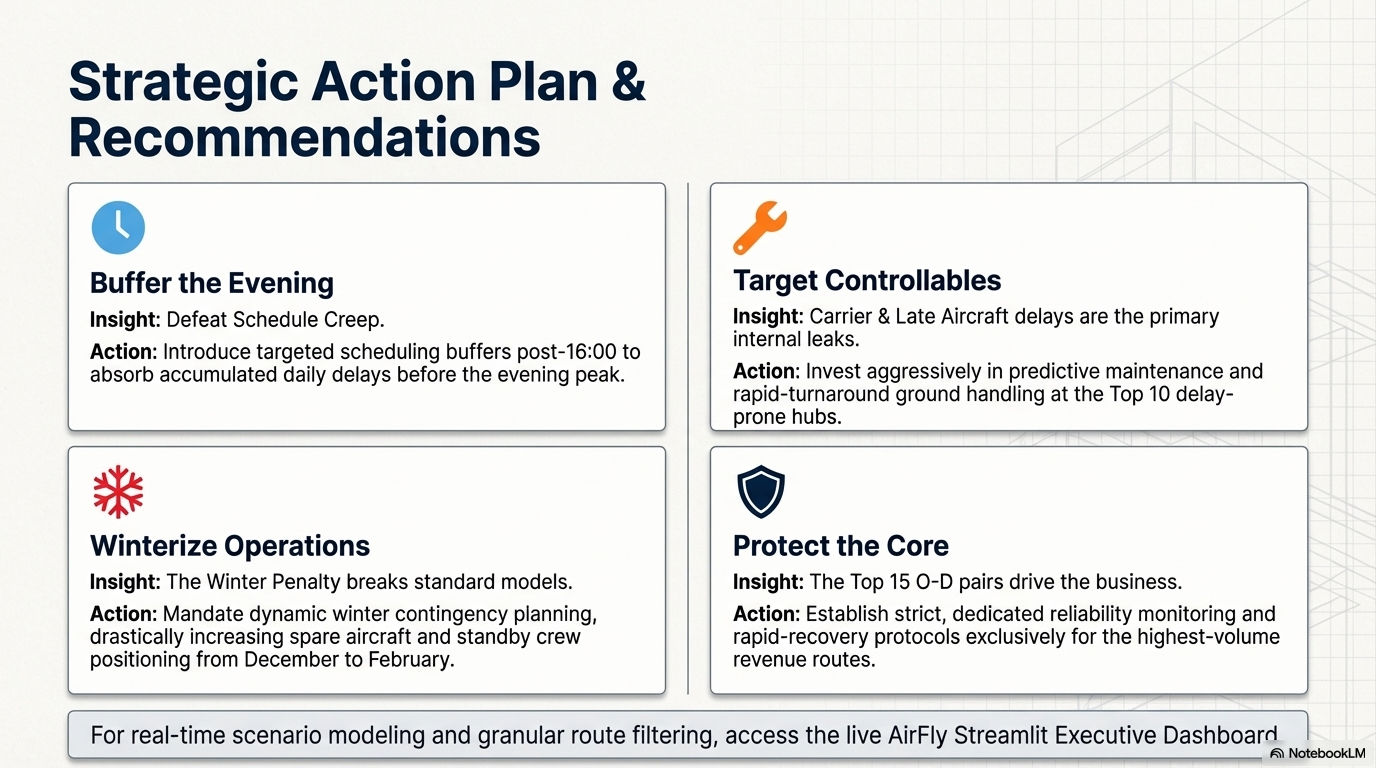 Strategic Action Plan &
Recommendations
Buffer the Evening
Insight: Defeat Schedule Creep.
Action: Introduce targeted scheduling buffers post-16:00 to
absorb accumulated daily delays before the evening peak.
Target Controllables
Insight: Carrier & Late Aircraft delays are the primary
internal leaks.
Action: Invest aggressively in predictive maintenance and
rapid-turnaround ground handling at the Top 10 delay-
prone hubs.
Winterize Operations
Insight: The Winter Penalty breaks standard models.
Action: Mandate dynamic winter contingency planning,
drastically increasing spare aircraft and standby crew
positioning from December to February.
Protect the Core
Insight: The Top 15 O-D pairs drive the business.
Action: Establish strict, dedicated reliability monitoring and
rapid-recovery protocols exclusively for the highest-volume
revenue routes.
For real-time scenario modeling and granular route filtering, access the live AirFly Streamlit Executive Dashboard
NotebookLM